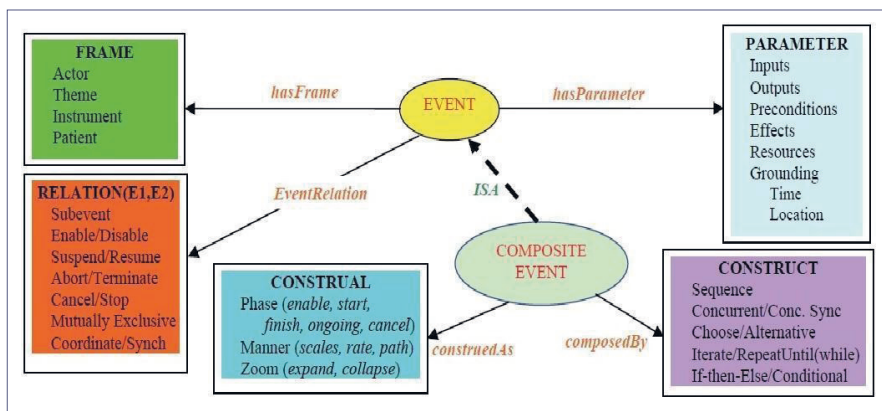 FRAME
Actor
Theme
Instrument
Patient
hasFrame
EVENT
hasParameter
PARAMETER
Inputs
Outputs
Preconditions
Effects
Resources
Grounding
Time
Location
RELATION(E1,E2)
Subevent
Enable/Disable
Suspend/Resume
Abort/Terminate
Cancel/Stop
Mutually Exclusive
Coordinate/Synch
EventRelation
ISA
COMPOSITE
EVENT
CONSTRUAL
Phase (enable, start,
finish, ongoing, cancel)
Manner (scales, rate, path)
Zoom (expand, collapse)
construedAs
composedBy
CONSTRUCT
Sequence
Concurrent/Conc. Sync
Choose/Alternative
Iterate/RepeatUntil(while)
If-then-Else/Conditional